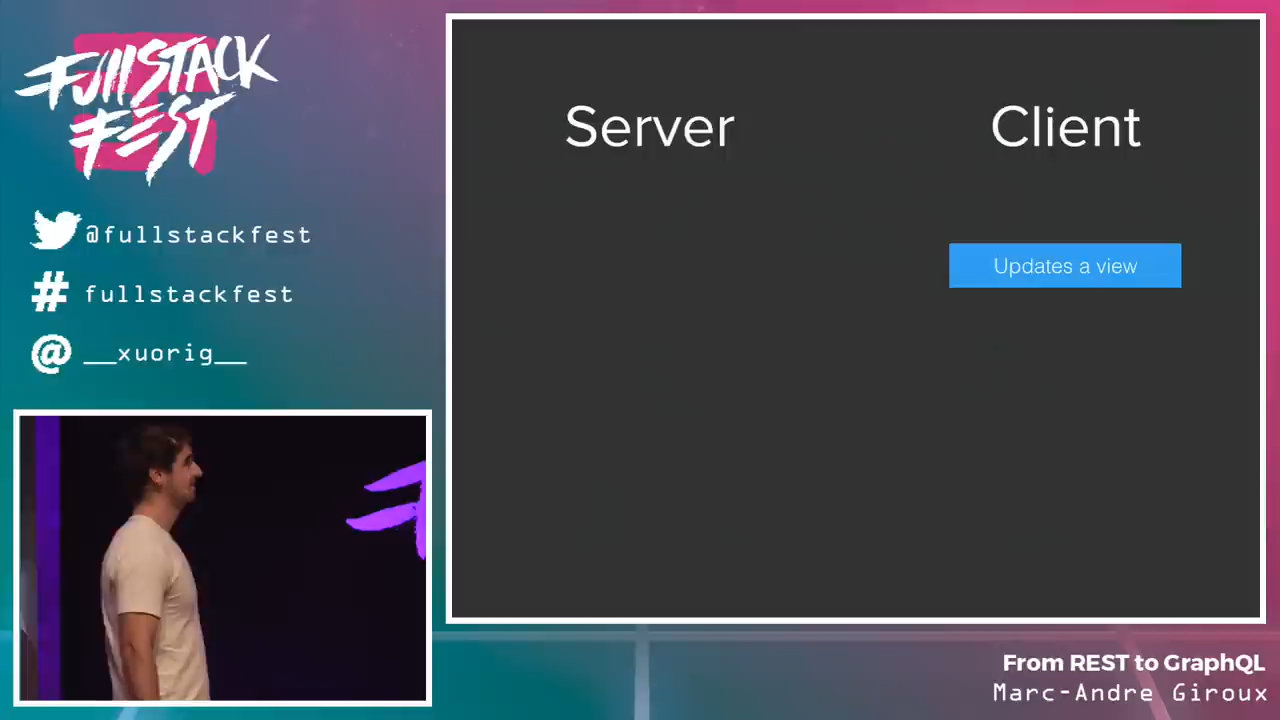 FullSTACK
FEST
@fullstackfest
# fullstackfest
@ __xuorig__
Server
Client
Updates a view
From REST to GraphQL
Marc-Andre Giroux